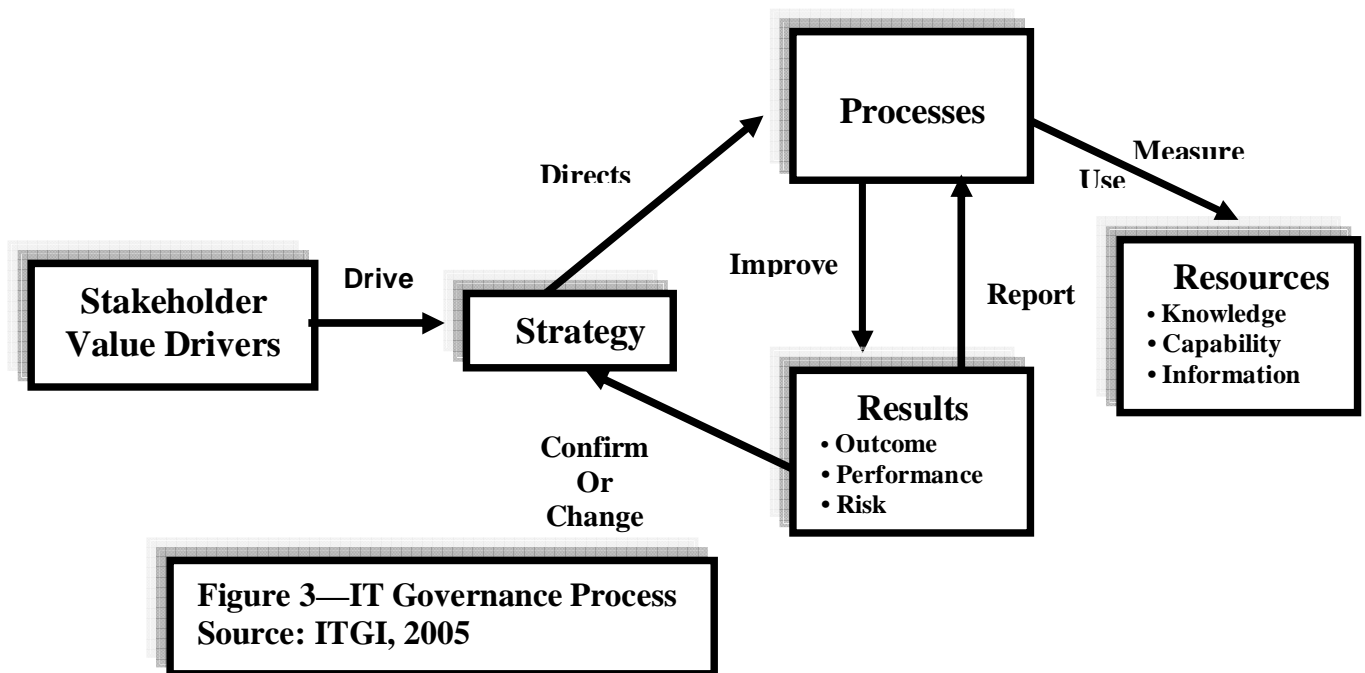 Processes
Directs
Measure
Use
Stakeholder
Value Drivers
Drive
Strategy
Improve
Report
Resources
• Knowledge
• Capability
• Information
Results
• Outcome
• Performance
• Risk
Confirm
Or
Change
Figure 3—IT Governance Process
Source: ITGI, 2005